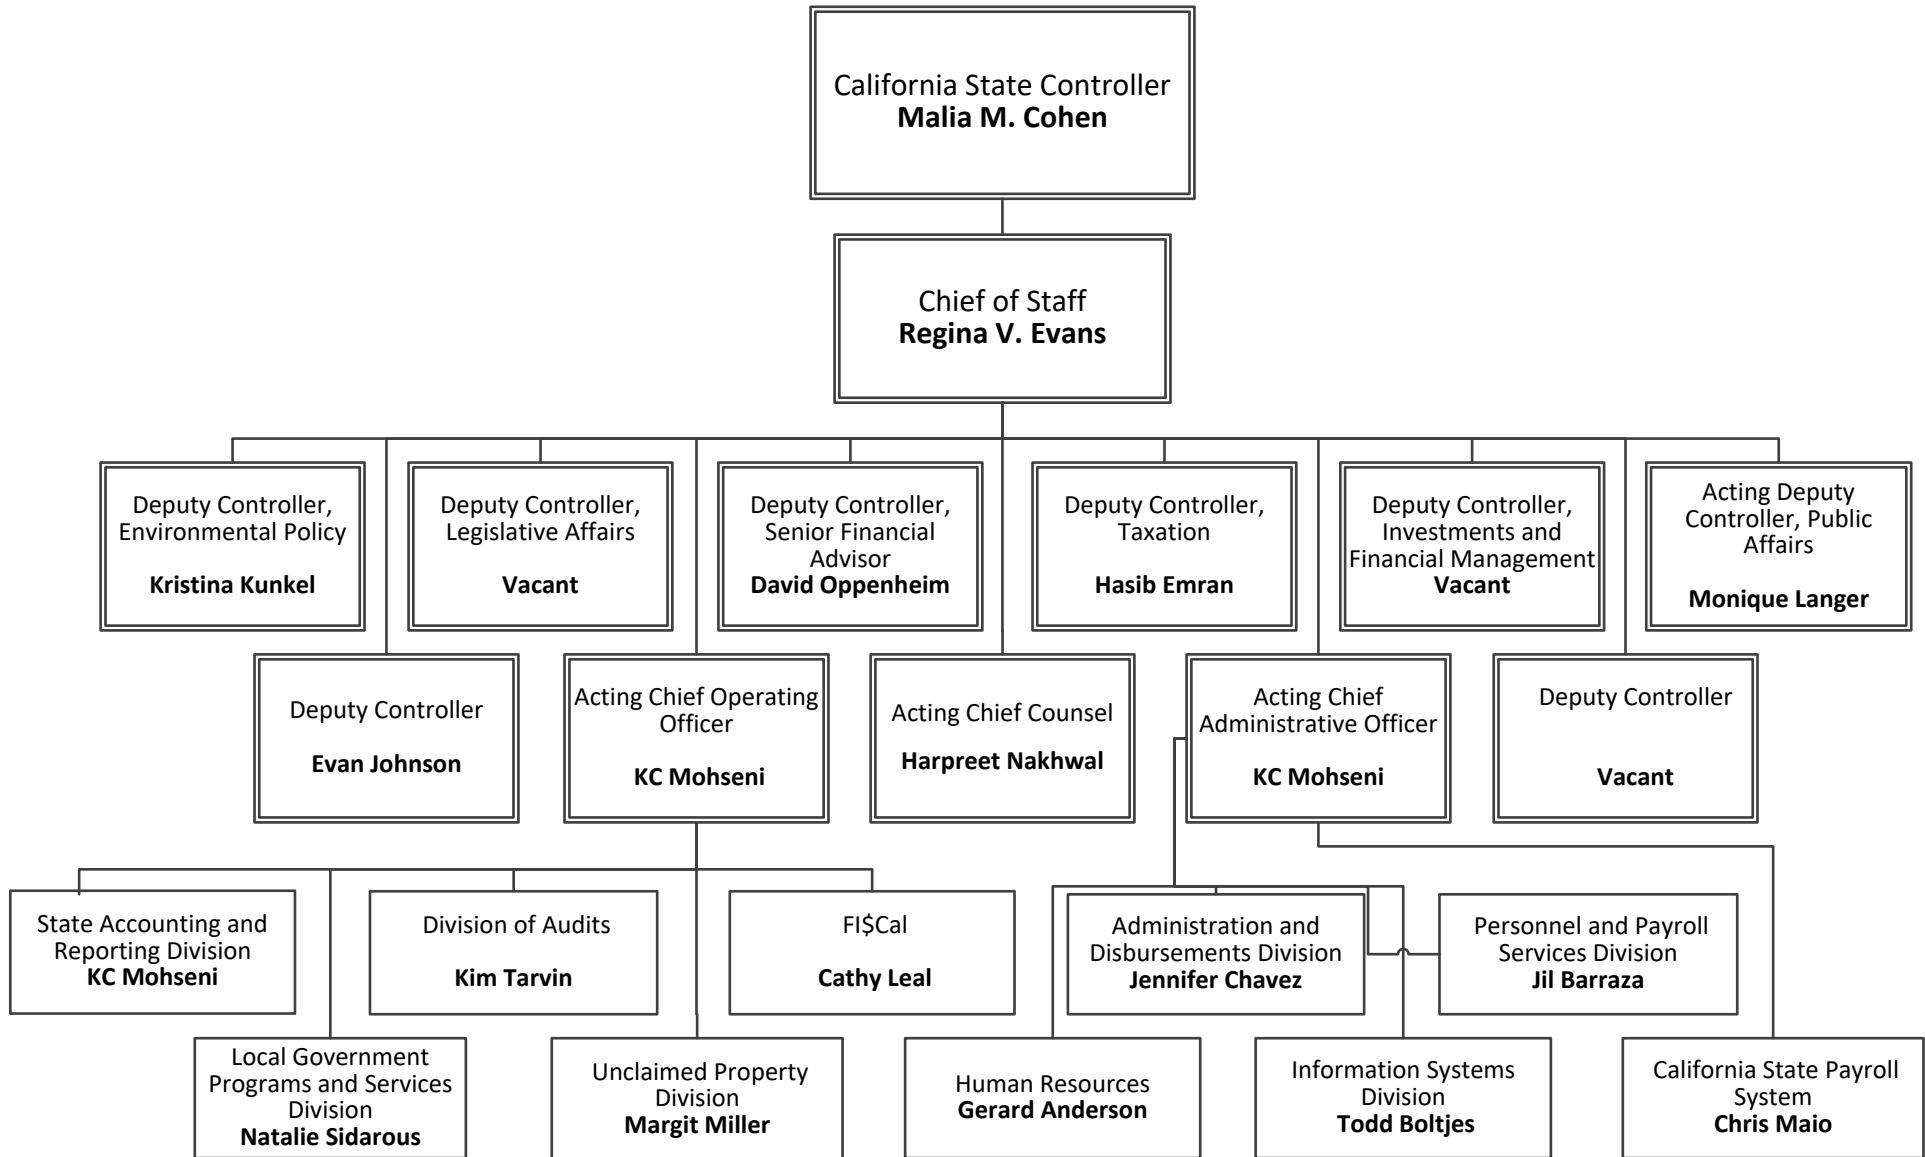 California State Controller
Malia M. Cohen
Chief of Staff
Regina V. Evans
Deputy Controller,
Environmental Policy
Kristina Kunkel
Deputy Controller,
Legislative Affairs
Vacant
Deputy Controller,
Senior Financial
Advisor
David Oppenheim
Deputy Controller,
Taxation
Hasib Emran
Deputy Controller,
Investments and
Financial Management
Vacant
Acting Deputy
Controller, Public
Affairs
Monique Langer
Deputy Controller
Evan Johnson
Acting Chief Operating
Officer
KC Mohseni
Acting Chief Counsel
Harpreet Nakhwal
Acting Chief
Administrative Officer
KC Mohseni
Deputy Controller
Vacant
State Accounting and
Reporting Division
KC Mohseni
Division of Audits
Kim Tarvin
FI$Cal
Cathy Leal
Administration and
Disbursements Division
Jennifer Chavez
Personnel and Payroll
Services Division
Jil Barraza
Local Government
Programs and Services
Division
Natalie Sidarous
Unclaimed Property
Division
Margit Miller
Human Resources
Gerard Anderson
Information Systems
Division
Todd Boltjes
California State Payroll
System
Chris Maio